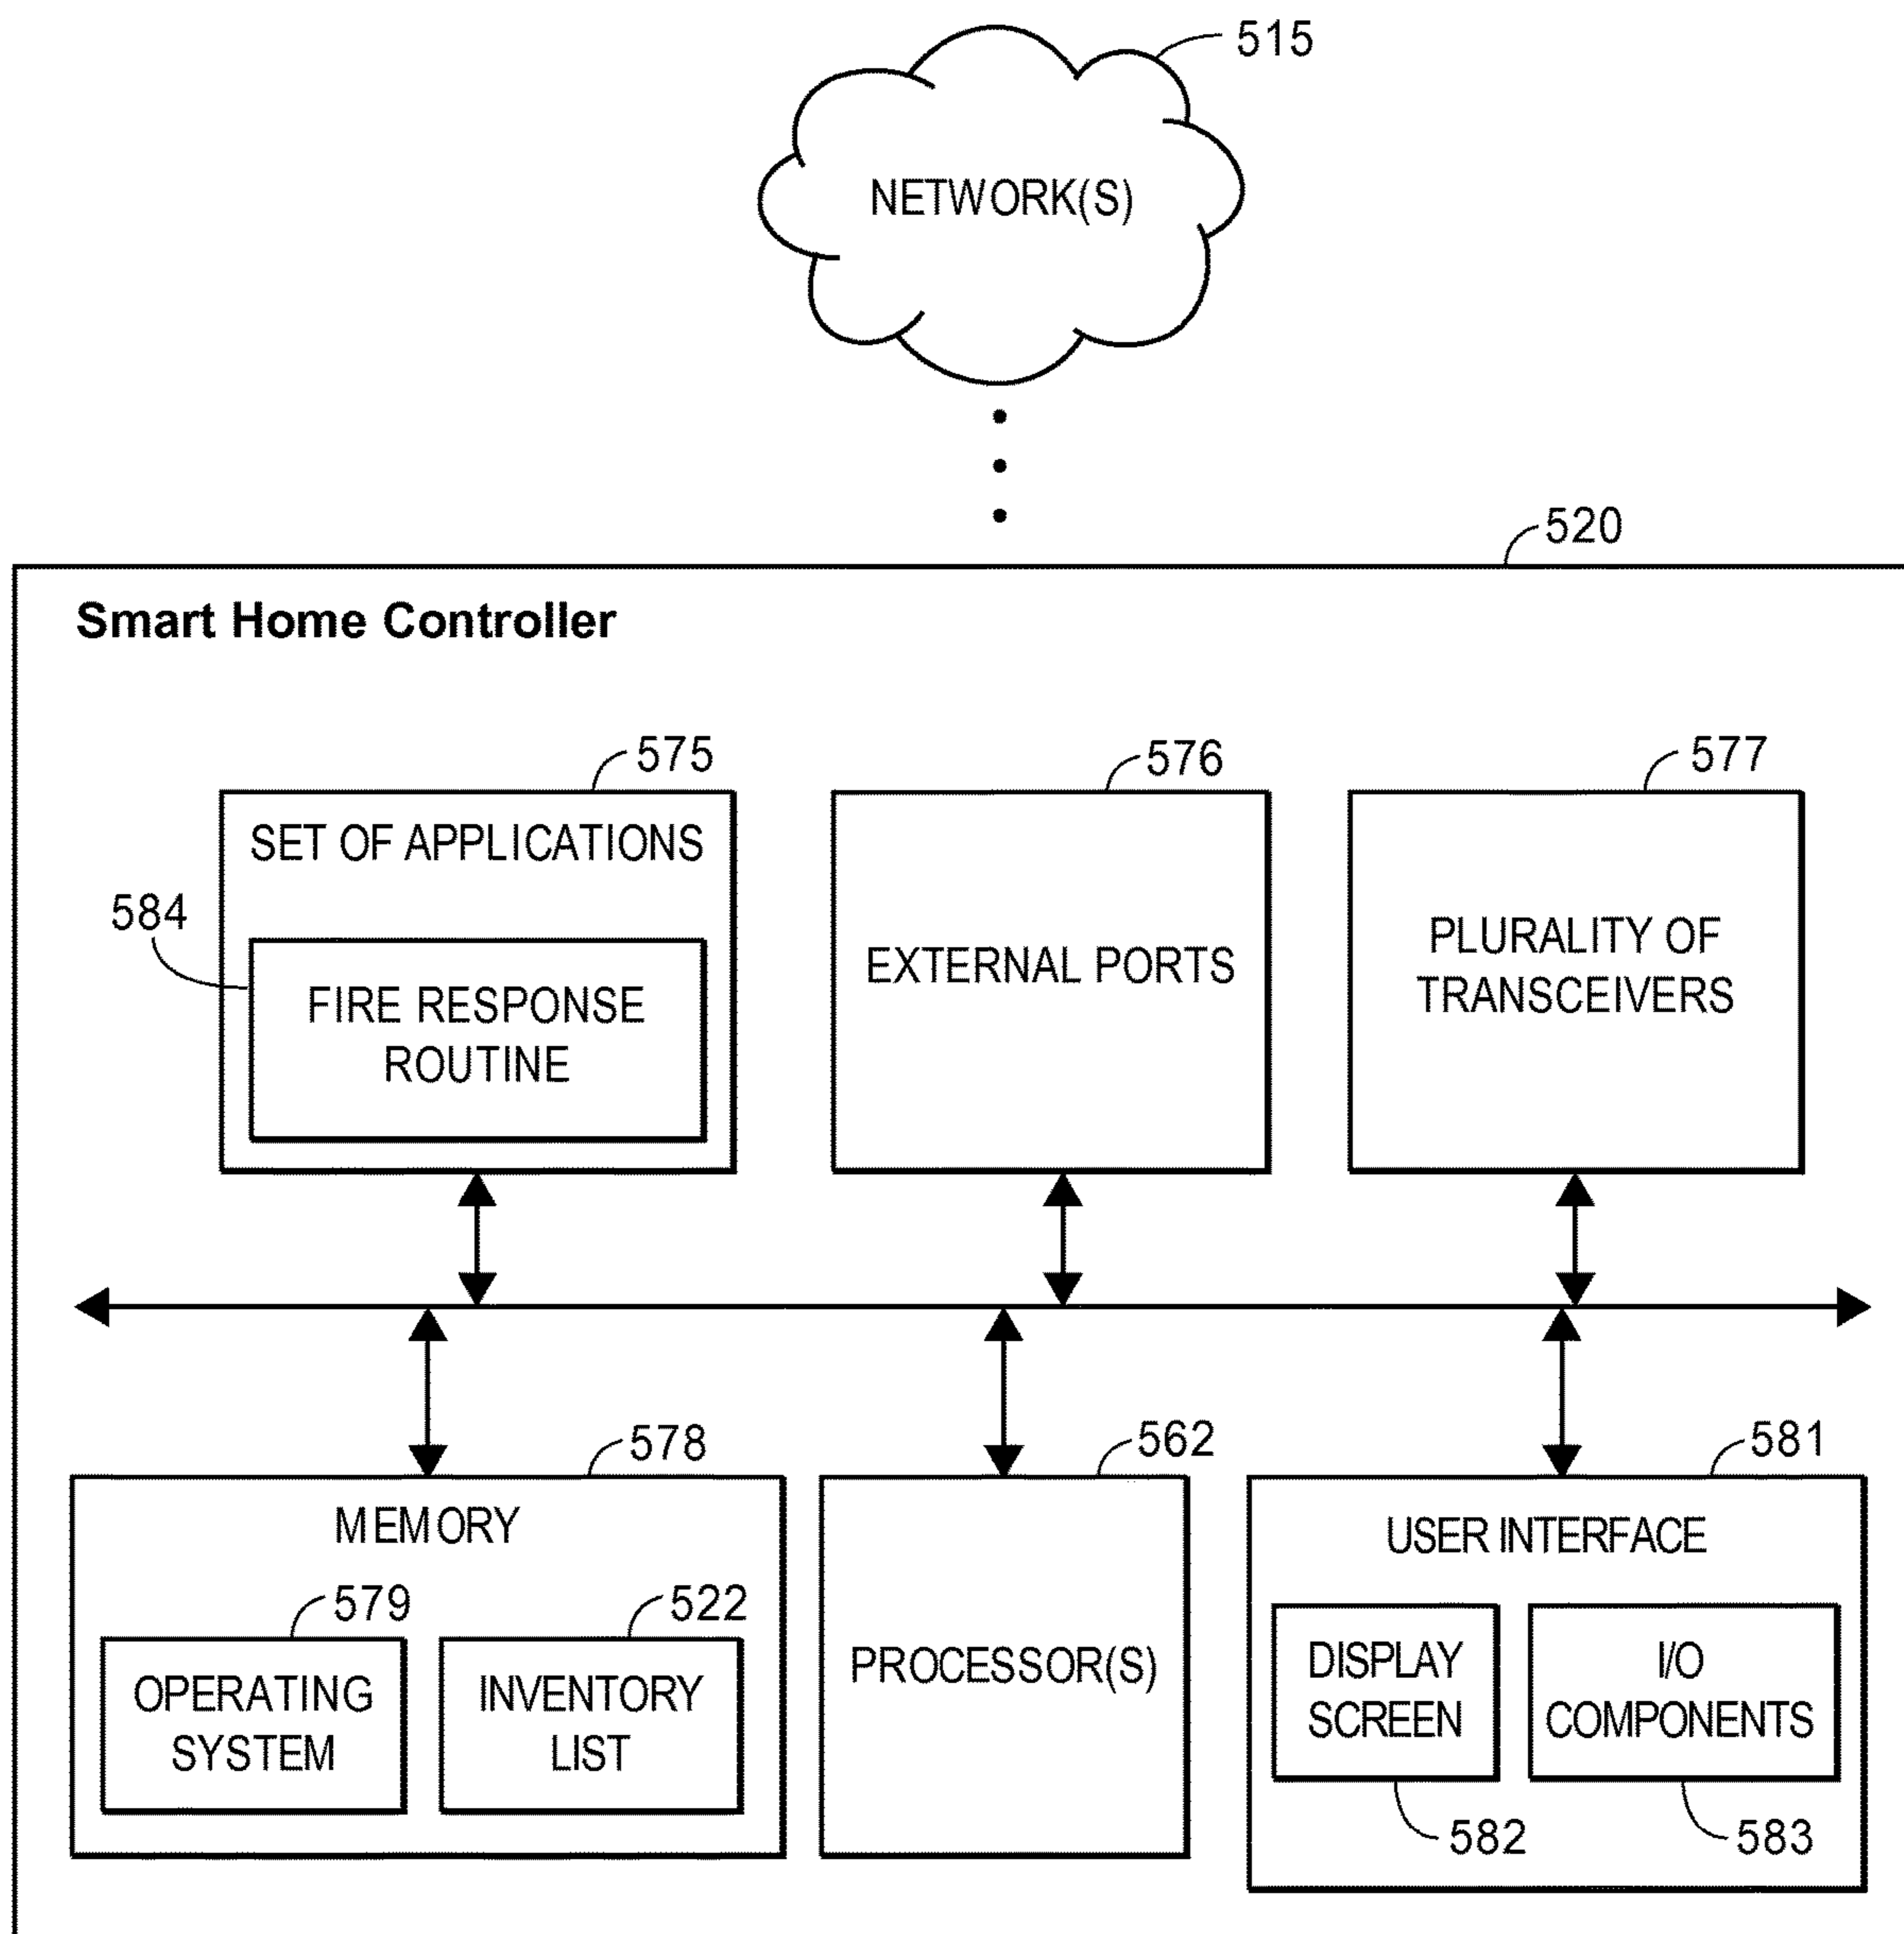 515
NETWORK(S)
520
Smart Home Controller
575
576
577
SET OF APPLICATIONS
584
FIRE RESPONSE
ROUTINE
EXTERNAL PORTS
PLURALITY OF
TRANSCEIVERS
578
562
581
MEMORY
579
522
OPERATING
SYSTEM
INVENTORY
LIST
PROCESSOR(S)
USER INTERFACE
DISPLAY
SCREEN
I/O
COMPONENTS
582
583